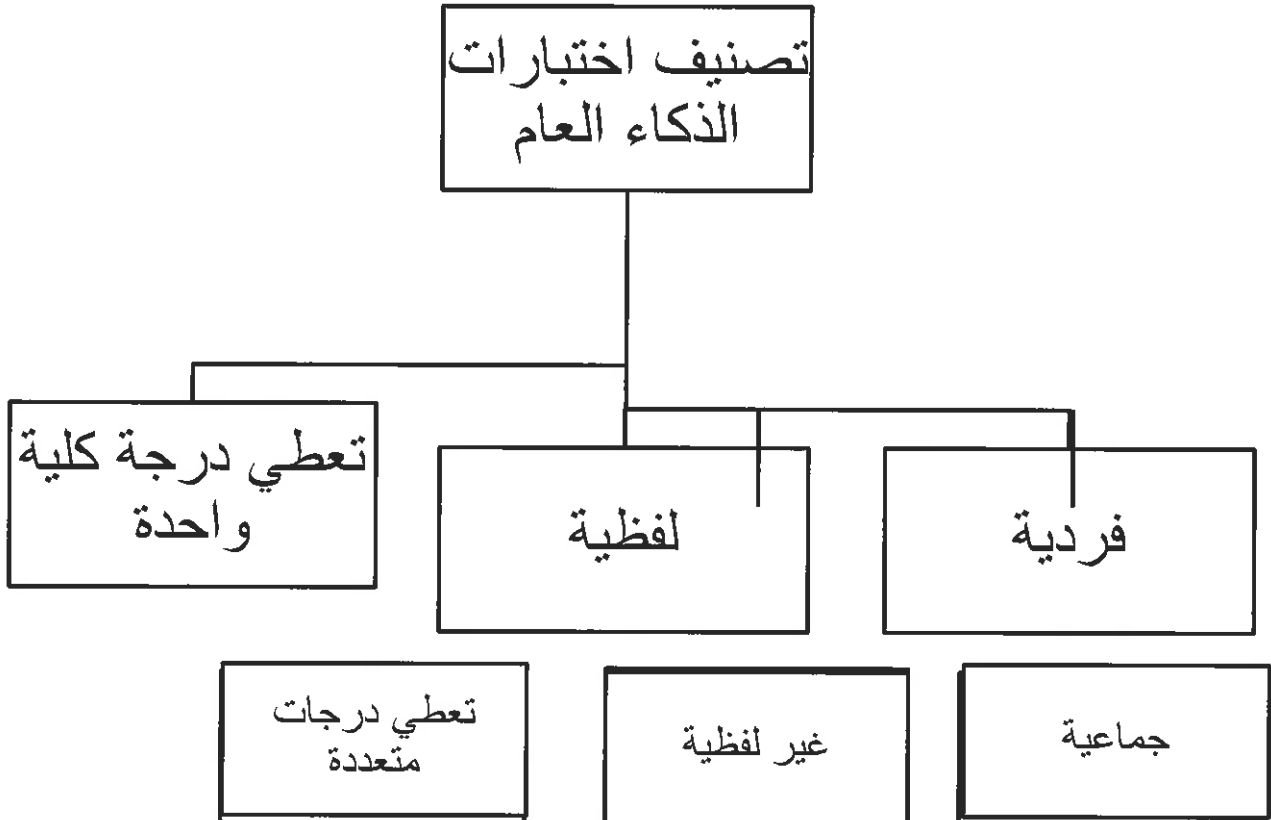 تصنيف اختبارات
الذكاء العام
فردية
لفظية
تعطي درجة كلية
واحدة
جماعية
غير لفظية
تعطي درجات
متعددة